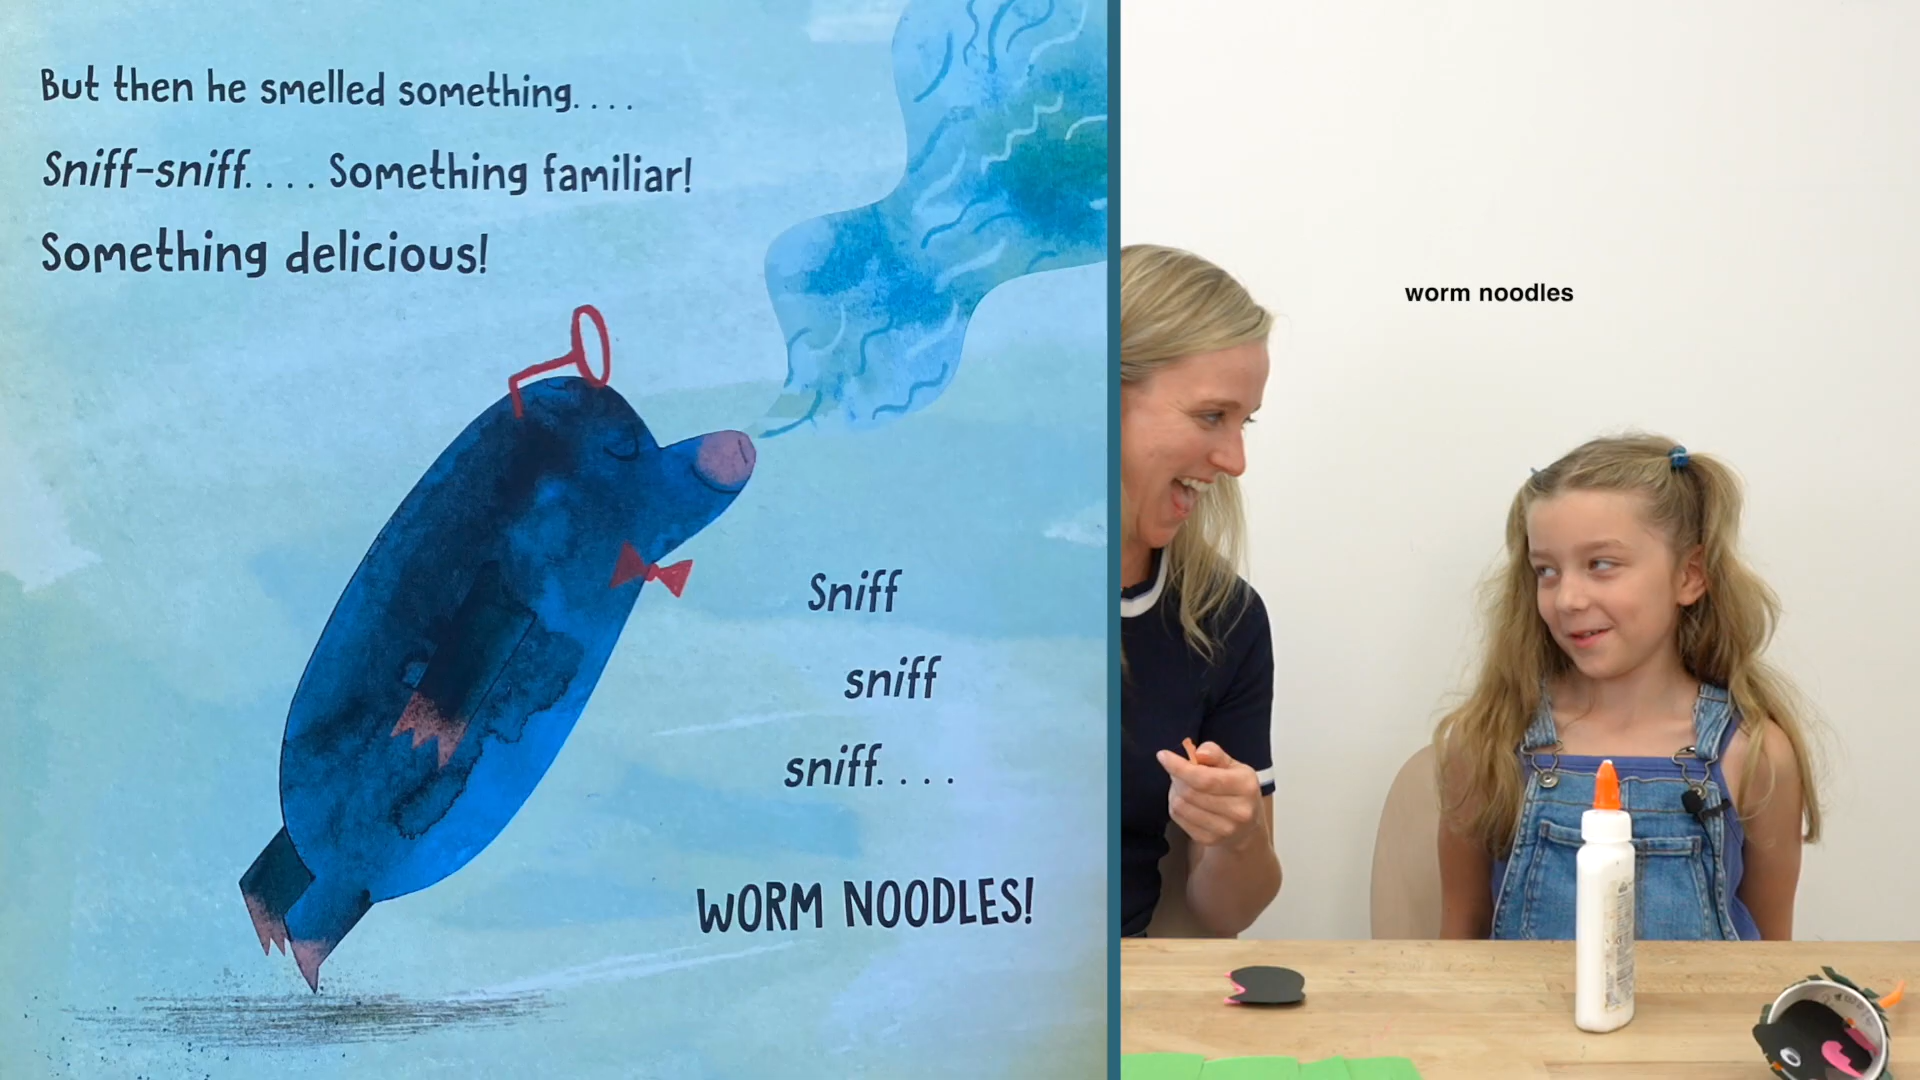 But then he smelled something. . . .
Sniff-sniff. . . . Something familiar!
Something delicious!
Sniff
sniff
sniff. . . .
WORM NOODLES!
worm noodles